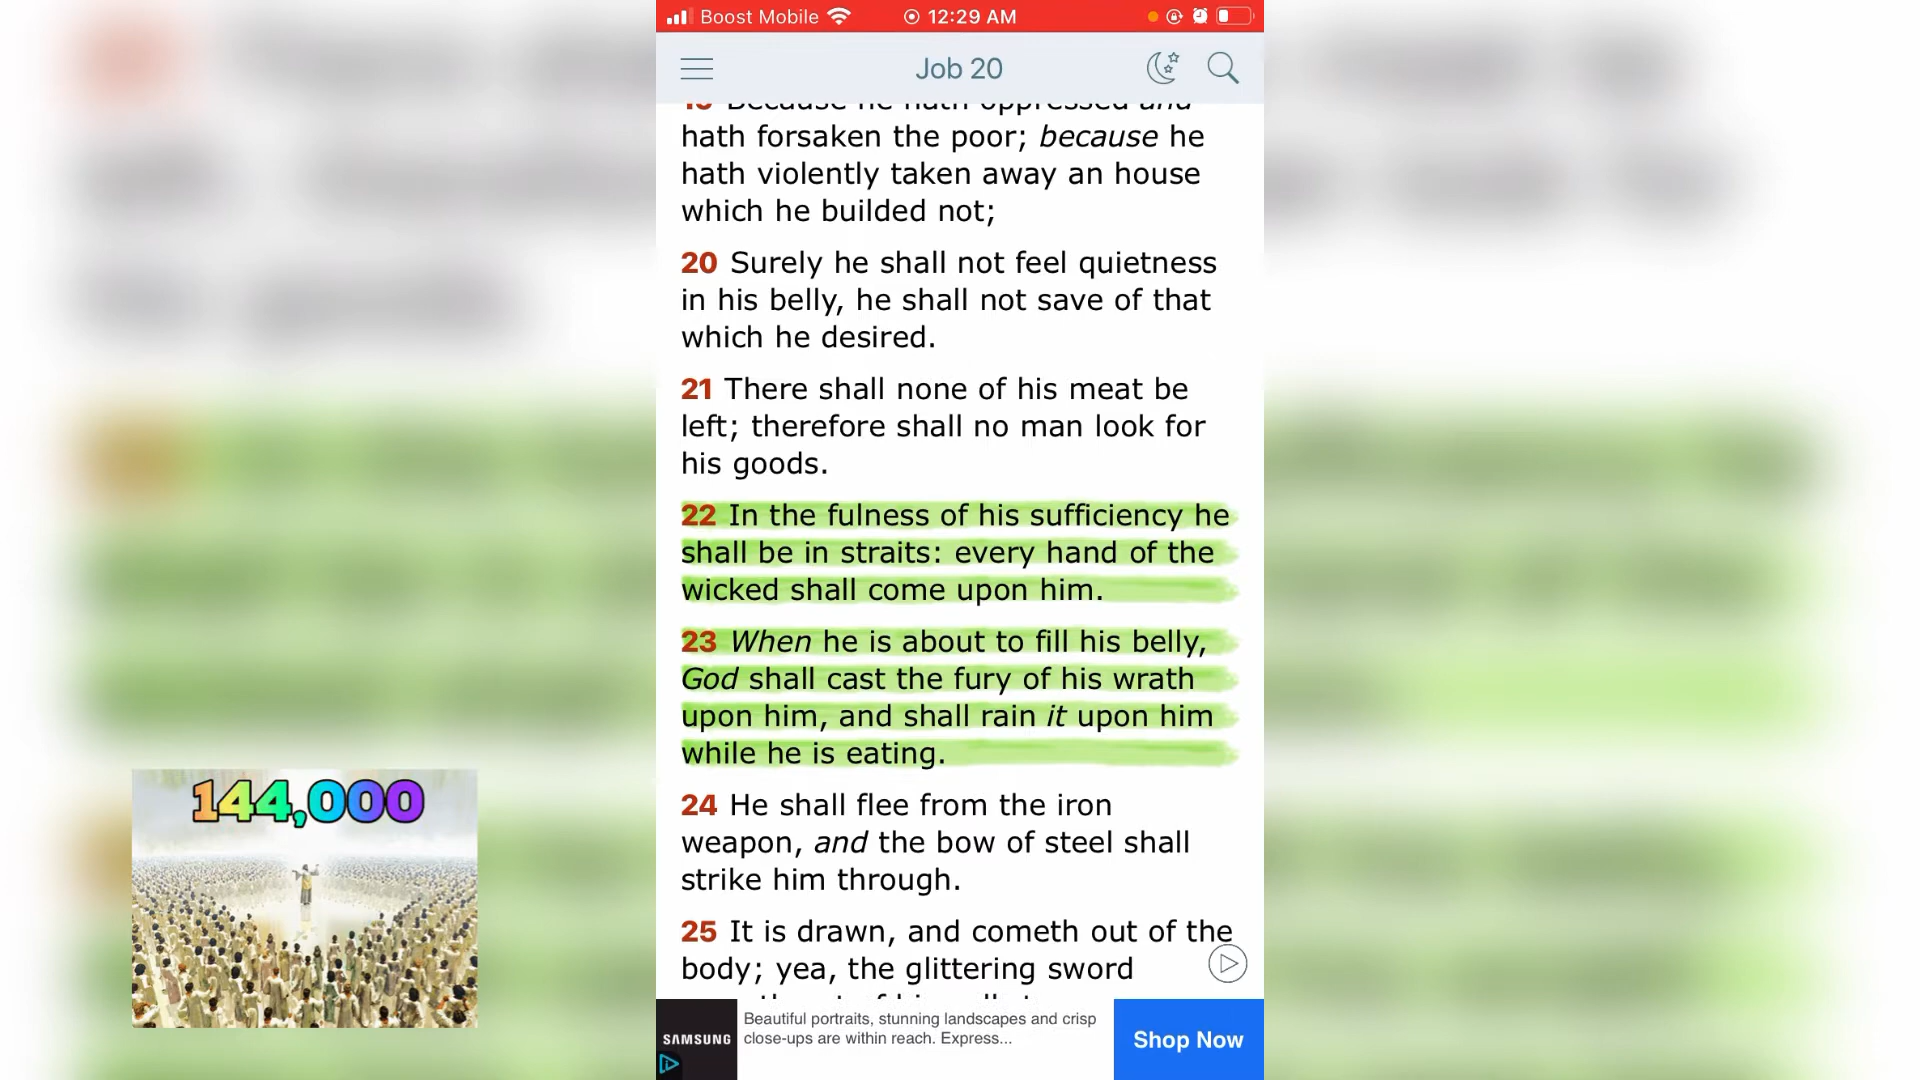 Boost Mobile
12:29 AM
Job 20
19 Because he hath oppressed and
hath forsaken the poor; because he
hath violently taken away an house
which he builded not;
20 Surely he shall not feel quietness
in his belly, he shall not save of that
which he desired.
21 There shall none of his meat be
left; therefore shall no man look for
his goods.
22 In the fulness of his sufficiency he
shall be in straits: every hand of the
wicked shall come upon him.
23 When he is about to fill his belly,
God shall cast the fury of his wrath
upon him, and shall rain it upon him
while he is eating.
24 He shall flee from the iron
weapon, and the bow of steel shall
strike him through.
25 It is drawn, and cometh out of the
body; yea, the glittering sword
144,000
SAMSUNG
Beautiful portraits, stunning landscapes and crisp
close-ups are within reach. Express...
Shop Now